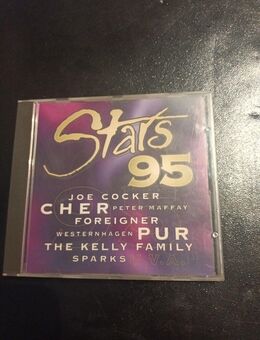 Stars
95
JOE COCKER
CHER PETER MAFFAY
FOREIGNER
WESTERNHAGEN PUR
THE KELLY FAMILY
SPARKS V.A.